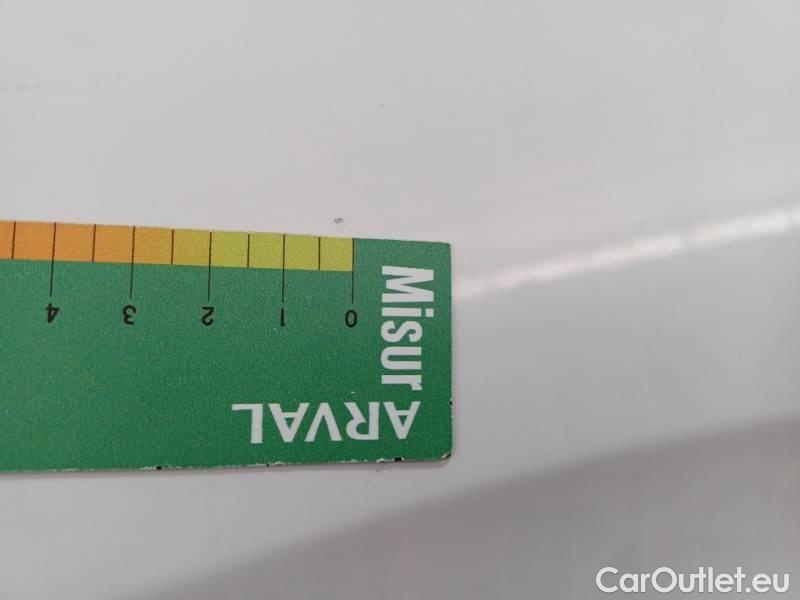 4 3 2 1 0
Misur
ARVAL
CarOutlet.eu